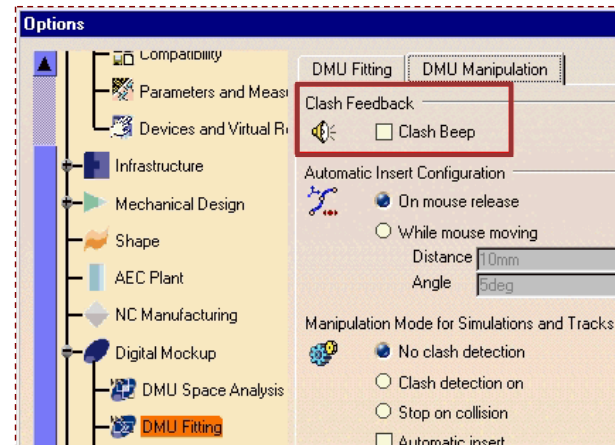 Options
Compatibility
Parameters and Measu
Devices and Virtual R
Infrastructure
Mechanical Design
Shape
AEC Plant
NC Manufacturing
Digital Mockup
DMU Space Analysis
DMU Fitting
DMU Fitting
DMU Manipulation
Clash Feedback
Clash Beep
Automatic Insert Configuration
On mouse release
While mouse moving
Distance 10mm
Angle 5deg
Manipulation Mode for Simulations and Tracks
No clash detection
Clash detection on
Stop on collision
Automatic insert